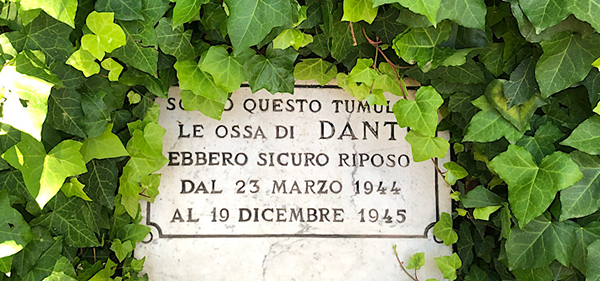 QUESTO TUMUL
LE OSSA DI DANT
EBBERO SICURO RIPOSO
DAL 23 MARZO 1944
AL 19 DICEMBRE 1945